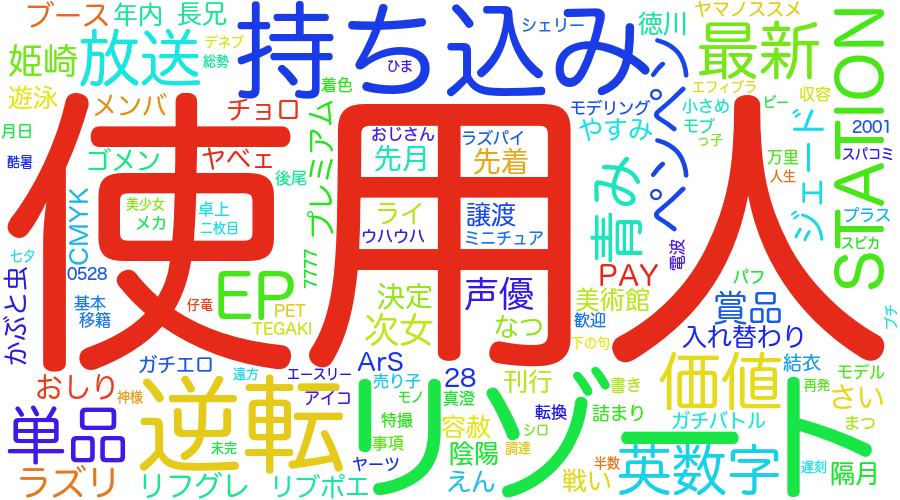 ブース
年内
長兄
持ち込み
シェリー
徳川
ヤマノススメ
姫崎
放送
デネブ
総勢
ひま
着色
最新
エフィブラ
収容
STATION
遊泳
メンバ
チョロ
プレミアム
モデリング
小さめ
ビー
月日
使用人
おじさん
ラズパイ
やすみ
モブ
っ子
2001
酷暑
ゴメン
ヤベェ
先月
先着
ペンペン
万里
スパコミ
人生
後尾
美少女
メカ
卓上
二枚目
ライ
譲渡
青み
ジェード
プラス
CMYK
ウハウハ
ミニチュア
電波
スピカ
七夕
0528
7777
EP
声優
PAY
パフ
かぶと虫
基本
移籍
仔竜
PET
TEGAKI
決定
次女
なつ
美術館
歓迎
賞品
入れ替わり
プチ
下の句
ガチエロ
遠方
エースリー
ArS
売り子
28
刊行
書き
価値
結衣
モデル
おしり
神様
逆転
アイコ
モノ
真澄
リゾート
転換
詰まり
再発
さい
単品
特撮
容赦
シロ
ガチバトル
まつ
未完
事項
陰陽
調達
英数字
ラズリ
リフグレ
リブポエ
ヤーツ
えん
戦い
半数
遅刻
隔月